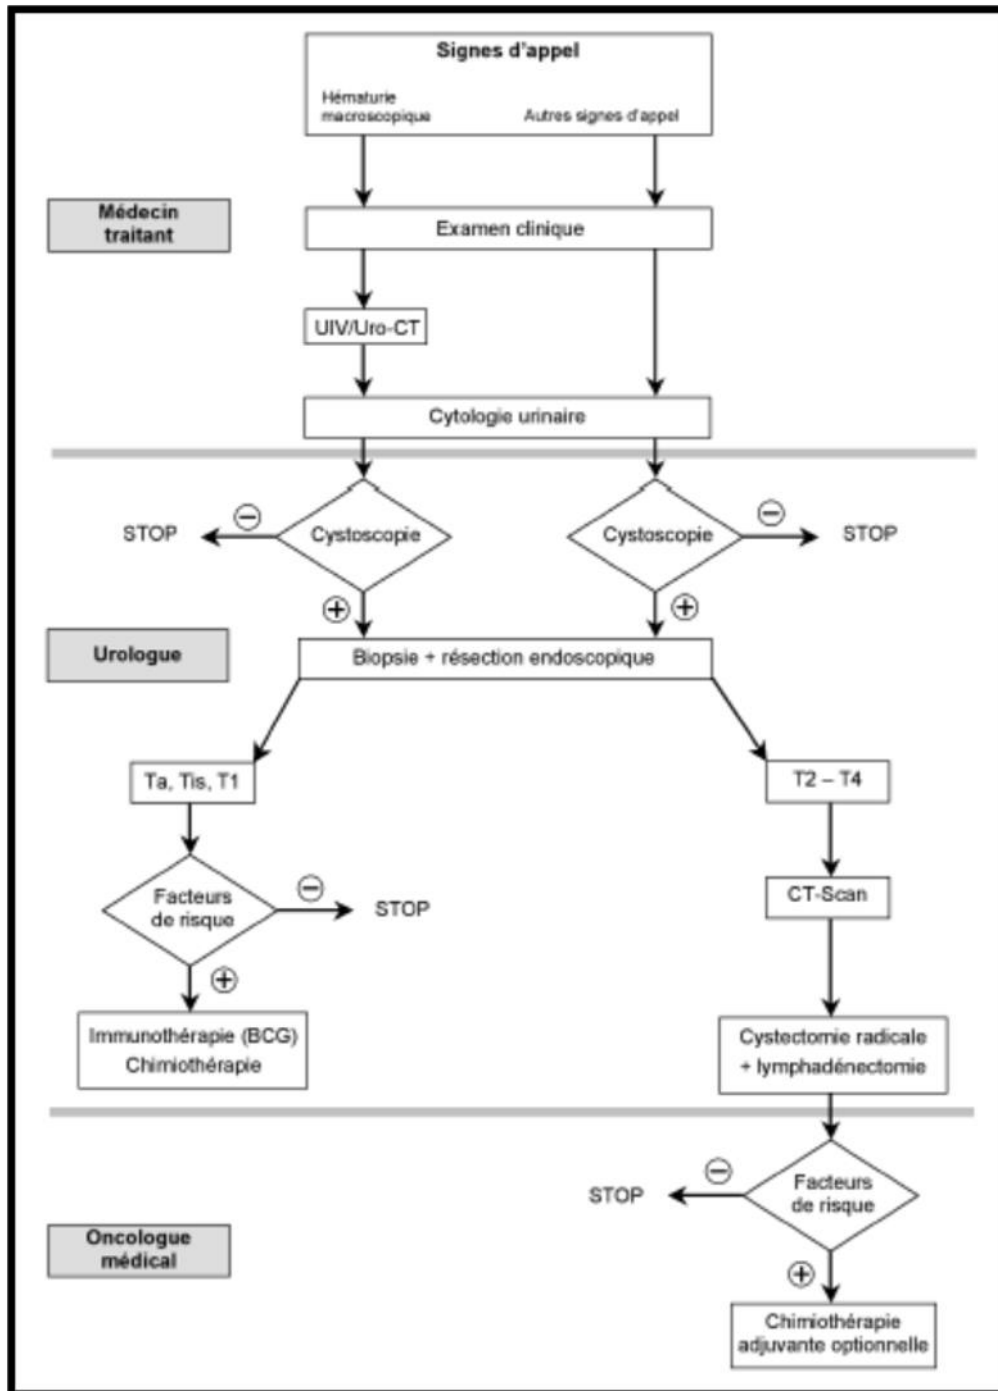 Signes d'appel
Hématurie
macroscopique
Autres signes d'appel
Médecin
traitant
Examen clinique
UIV/Uro-CT
Cytologie urinaire
STOP
−
Cystoscopie
Cystoscopie
−
STOP
+
+
Urologue
Biopsie + résection endoscopique
Ta, Tis, T1
T2 – T4
Facteurs
de risque
−
STOP
CT-Scan
+
Immunothérapie (BCG)
Chimiothérapie
Cystectomie radicale
+ lymphadénectomie
STOP
−
Facteurs
de risque
Oncologue
médical
+
Chimiothérapie
adjuvante optionnelle